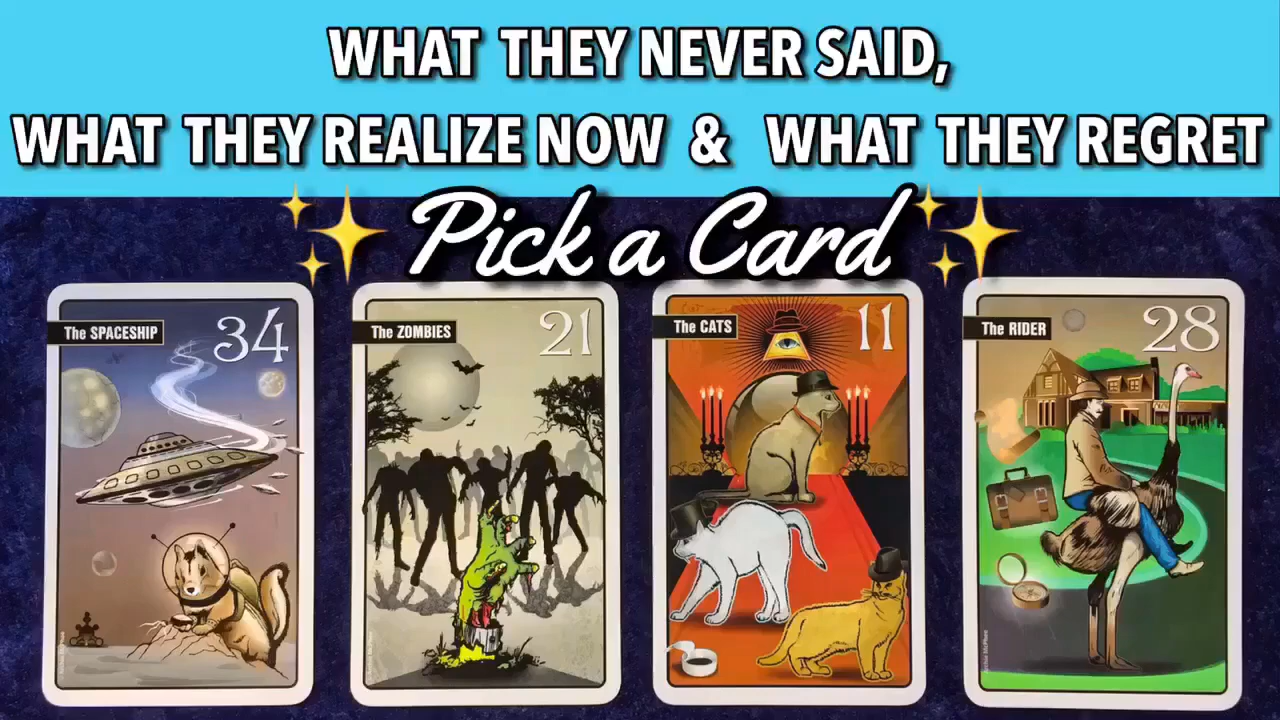 WHAT THEY NEVER SAID,
WHAT THEY REALIZE NOW & WHAT THEY REGRET
Pick a Card
The SPACESHIP
34
The ZOMBIES
21
The CATS
11
The RIDER
28